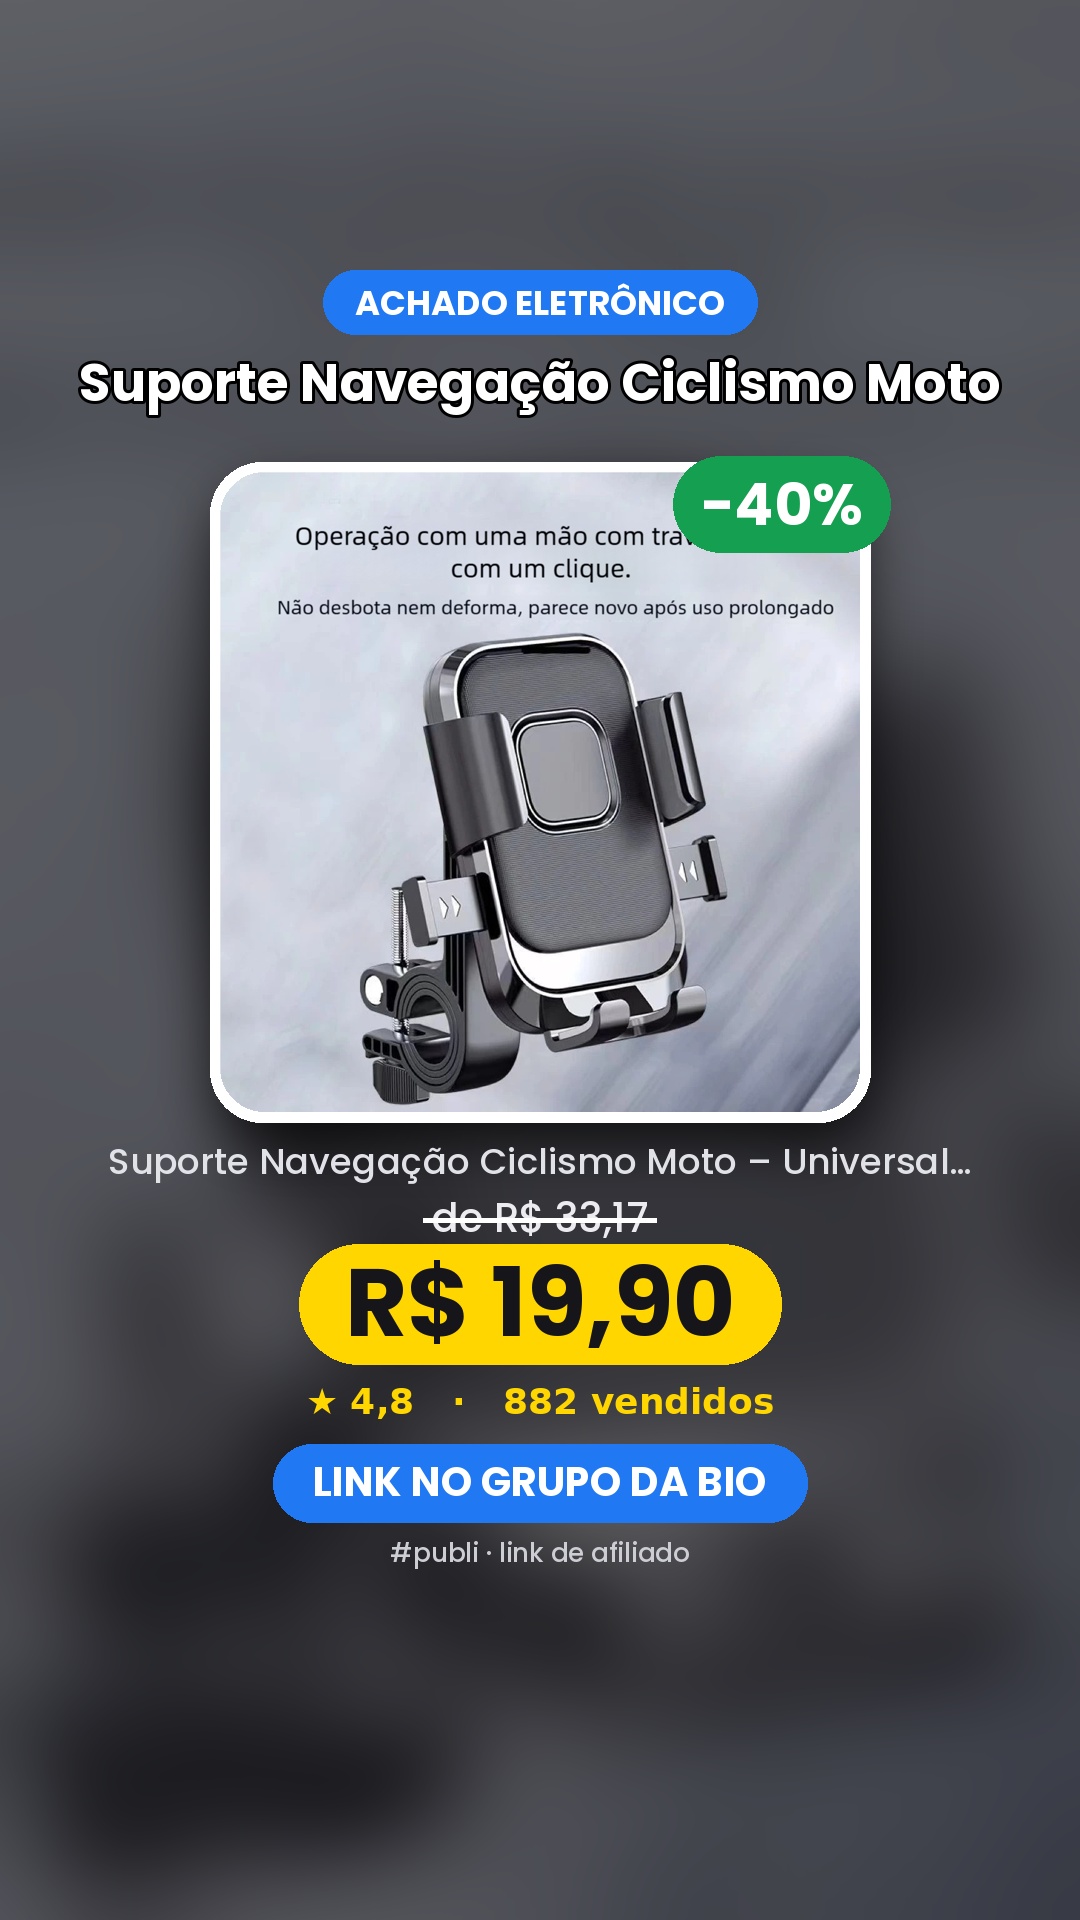 ACHADO ELETRÔNICO
Suporte Navegação Ciclismo Moto
-40%
Operação com uma mão com
com um clique.
Não desbota nem deforma, parece novo após uso prolongado
Suporte Navegação Ciclismo Moto – Universal...
de R$ 33,17
R$ 19,90
★ 4,8 · 882 vendidos
LINK NO GRUPO DA BIO
#publi · link de afiliado